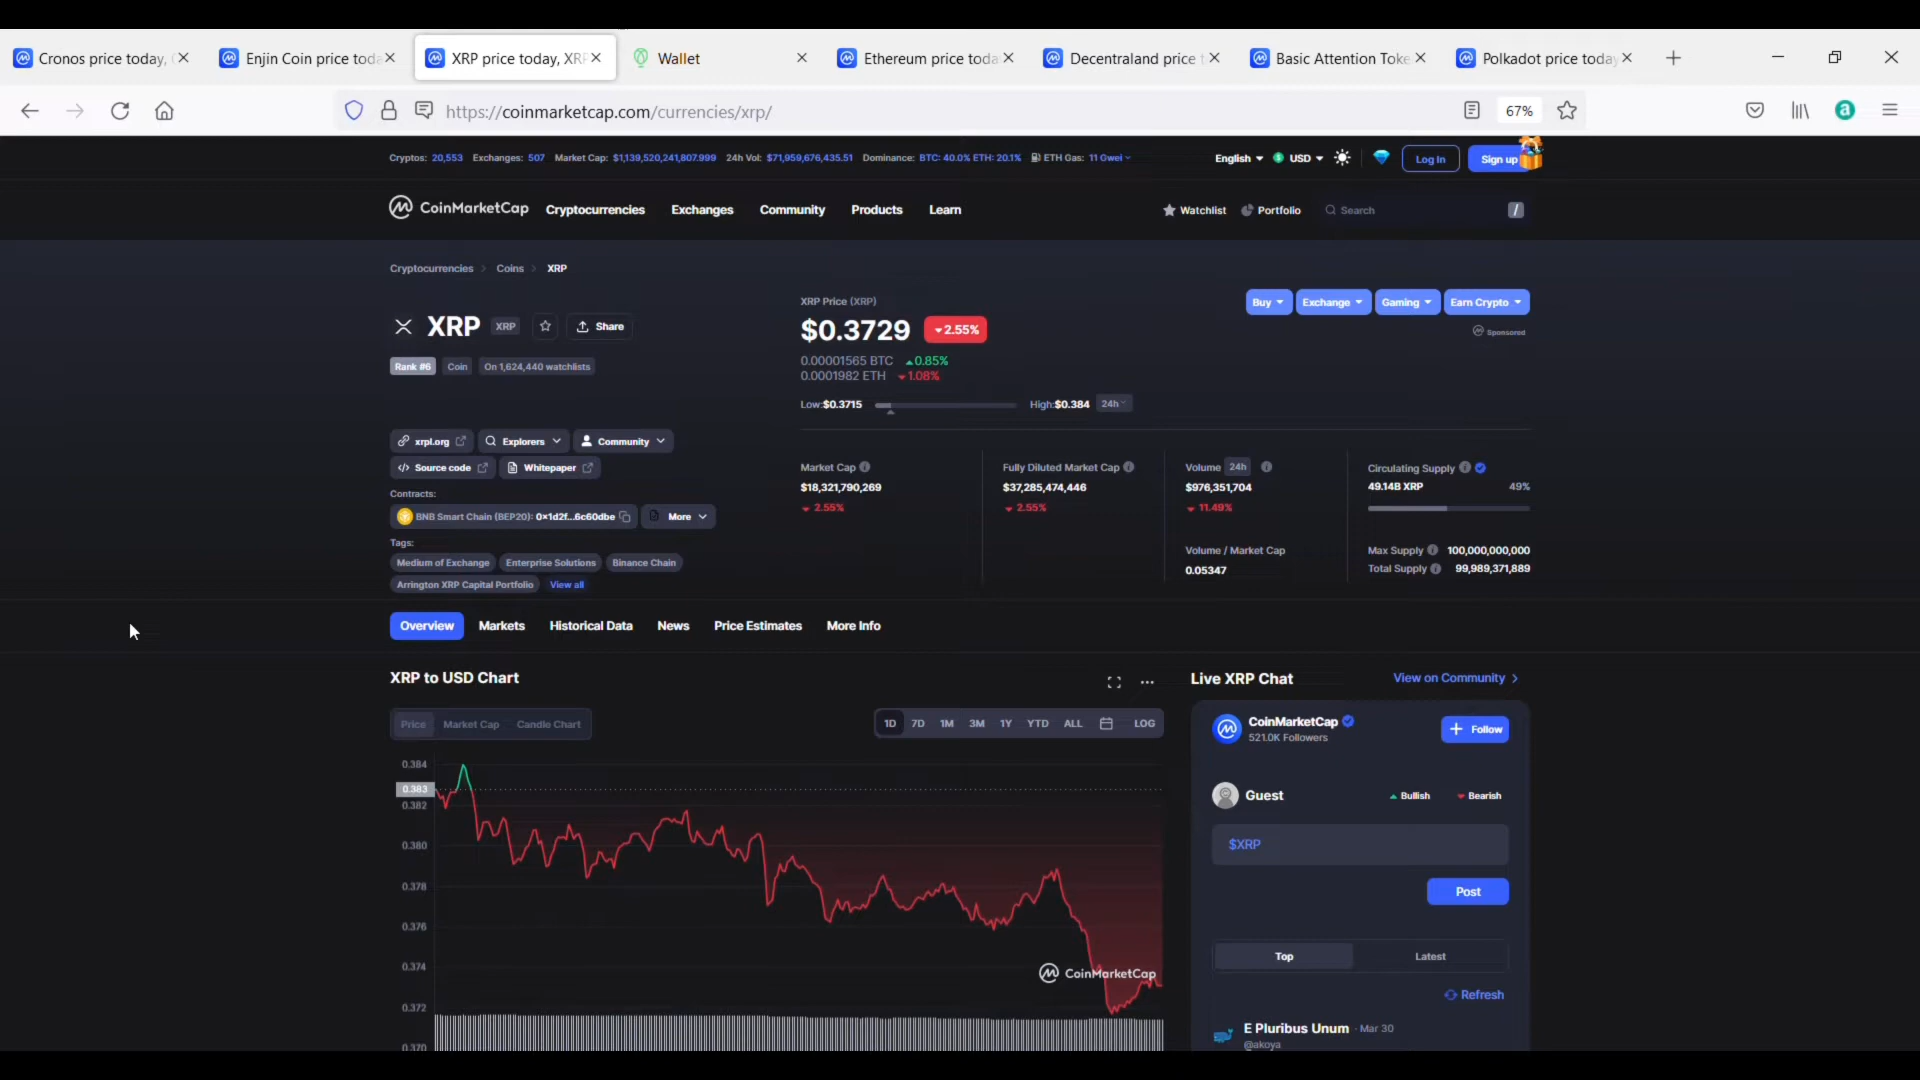 Cronos price today,
Enjin Coin price toda
XRP price today, XRP
Wallet
Ethereum price toda
Decentraland price t
Basic Attention Toke
Polkadot price today
https://coinmarketcap.com/currencies/xrp/
67%
Cryptos: 20,553 Exchanges: 507 Market Cap: $1,139,520,241,807.999 24h Vol: $71,959,676,435.51 Dominance: BTC: 40.0% ETH: 20.1% ETH Gas: 11 Gwei
English USD Log In Sign up
CoinMarketCap Cryptocurrencies Exchanges Community Products Learn
Watchlist Portfolio Search /
Cryptocurrencies > Coins > XRP
XRP XRP Share
Rank #6 Coin On 1,624,440 watchlists
xrpl.org Explorers Community
Source code Whitepaper
Contracts:
BNB Smart Chain (BEP20): 0x1d2f...6c60dbe More
Tags:
Medium of Exchange Enterprise Solutions Binance Chain
Arrington XRP Capital Portfolio View all
XRP Price (XRP)
$0.3729 2.55%
0.00001565 BTC 0.85%
0.0001982 ETH 1.08%
Low:$0.3715 High:$0.384 24h
Buy Exchange Gaming Earn Crypto
Sponsored
Market Cap
$18,321,790,269
2.55%
Fully Diluted Market Cap
$37,285,474,446
2.55%
Volume 24h
$976,351,704
11.49%
Volume / Market Cap
0.05347
Circulating Supply
49.14B XRP 49%
Max Supply 100,000,000,000
Total Supply 99,989,371,889
Overview Markets Historical Data News Price Estimates More Info
XRP to USD Chart
Price Market Cap Candle Chart
1D 7D 1M 3M 1Y YTD ALL LOG
0.384
0.383
0.382
0.380
0.378
0.376
0.374
0.372
0.370
CoinMarketCap
Live XRP Chat View on Community >
CoinMarketCap
521.0K Followers
Follow
Guest Bullish Bearish
$XRP
Post
Top Latest
Refresh
E Pluribus Unum · Mar 30
@akoya